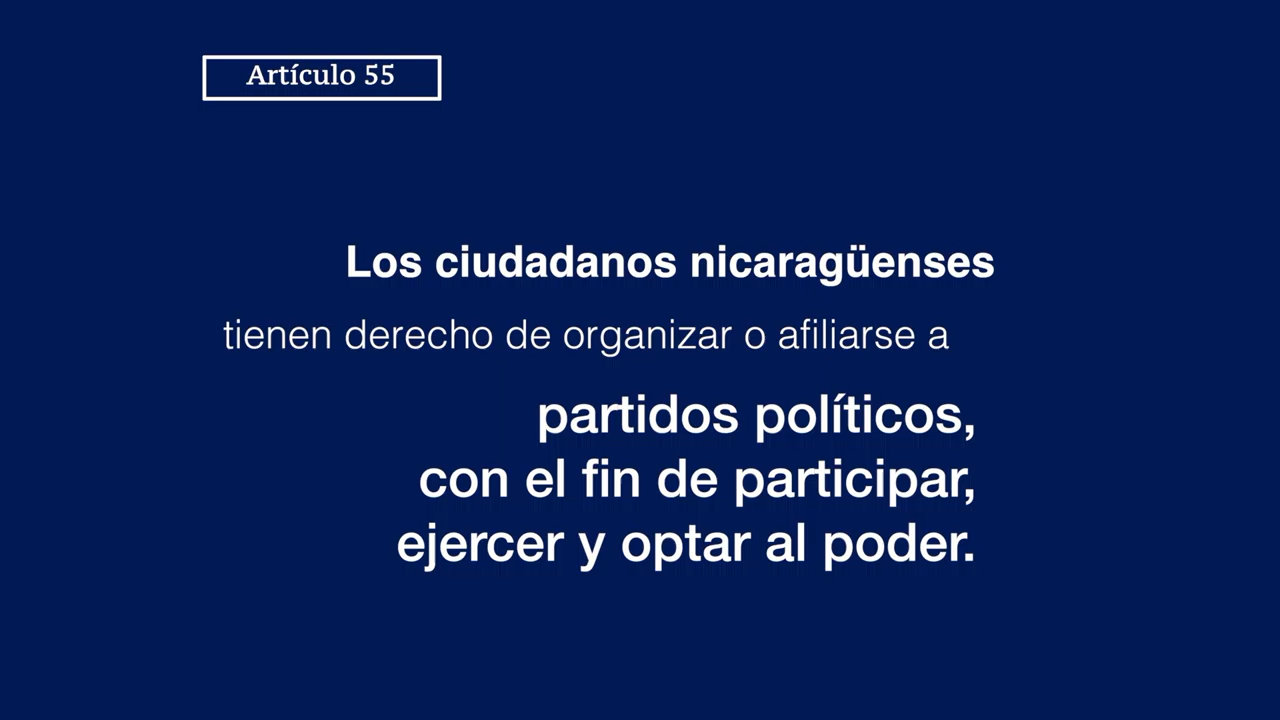 Artículo 55
Los ciudadanos nicaragüenses
tienen derecho de organizar o afiliarse a
partidos políticos,
con el fin de participar,
ejercer y optar al poder.